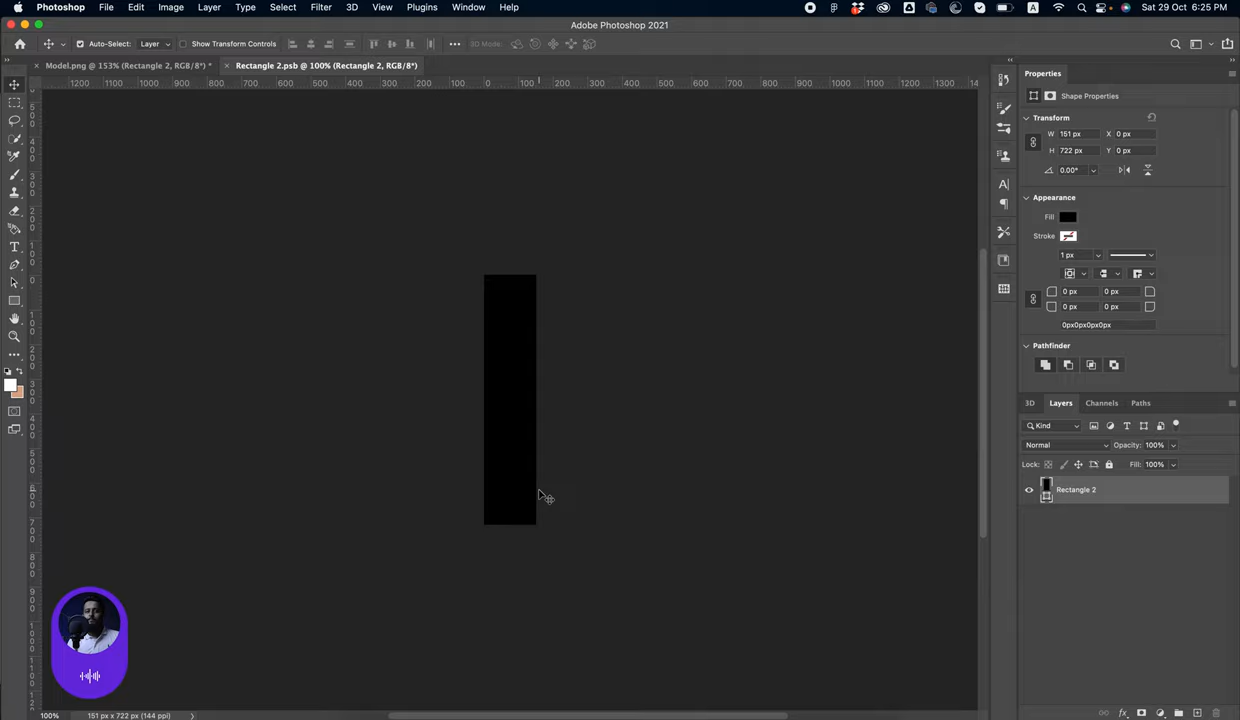 Photoshop File Edit Image Layer Type Select Filter 3D View Plugins Window Help A Sat 29 Oct 6:25 PM
Adobe Photoshop 2021
Auto-Select: Layer Show Transform Controls 3D Mode:
Model.png @ 153% (Rectangle 2, RGB/8*) * Rectangle 2.psb @ 100% (Rectangle 2, RGB/8*)
1200 1100 1000 900 800 700 600 500 400 300 200 100 0 100 200 300 400 500 600 700 800 900 1000 1100 1200 1300
Properties
Shape Properties
Transform
W 151 px X 0 px
H 722 px Y 0 px
0.00°
Appearance
Fill
Stroke
1 px
0 px 0 px
0 px 0 px
0px0px0px0px
Pathfinder
3D Layers Channels Paths
Kind
Normal Opacity: 100%
Lock: Fill: 100%
Rectangle 2
100% 151 px x 722 px (144 ppi)